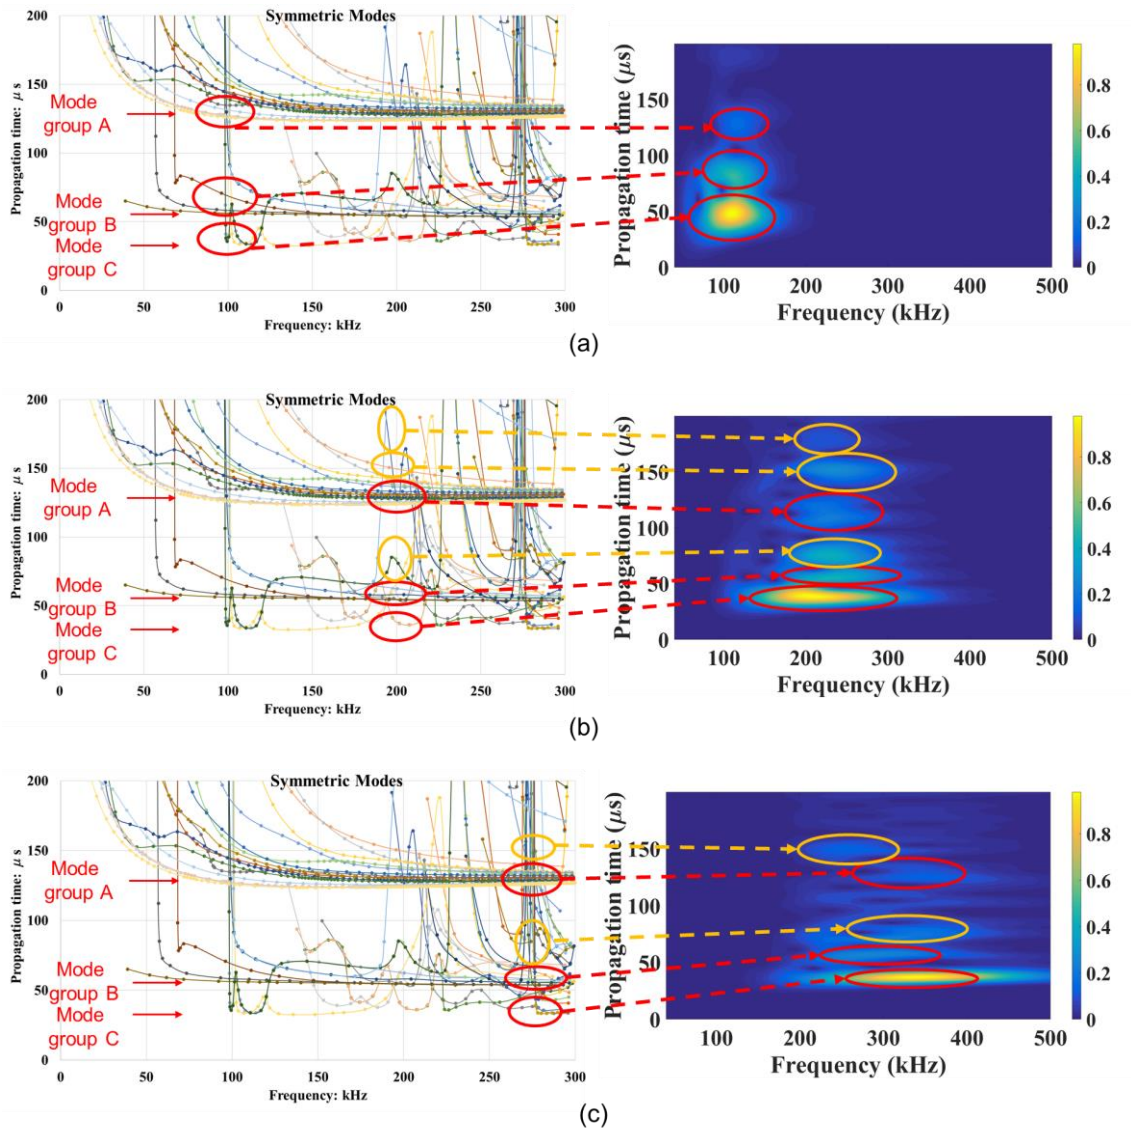 Symmetric Modes
Propagation time: μ s
200
150
100
50
0
Mode
group A
Mode
group B
Mode
group C
0 50 100 150 200 250 300
Frequency: kHz
Propagation time (μs)
150
100
50
0
100 200 300 400 500
Frequency (kHz)
0.8
0.6
0.4
0.2
0
(a)
Symmetric Modes
Propagation time: μ s
200
150
100
50
0
Mode
group A
Mode
group B
Mode
group C
0 50 100 150 200 250 300
Frequency: kHz
Propagation time (μs)
150
100
50
0
100 200 300 400 500
Frequency (kHz)
0.8
0.6
0.4
0.2
0
(b)
Symmetric Modes
Propagation time: μ s
200
150
100
50
0
Mode
group A
Mode
group B
Mode
group C
0 50 100 150 200 250 300
Frequency: kHz
Propagation time (μs)
150
100
50
0
100 200 300 400 500
Frequency (kHz)
0.8
0.6
0.4
0.2
0
(c)